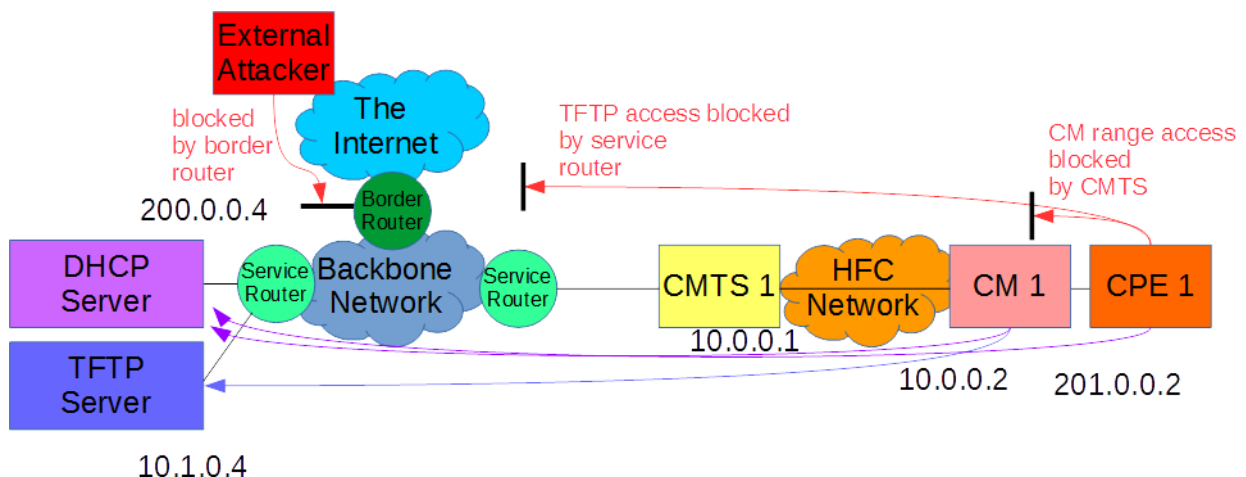 External
Attacker
The
Internet
blocked
by border
router
TFTP access blocked
by service
router
CM range access
blocked
by CMTS
200.0.0.4
Border
Router
DHCP
Server
Service
Router
Backbone
Network
Service
Router
CMTS 1
HFC
Network
CM 1
CPE 1
10.0.0.1
TFTP
Server
10.0.0.2
201.0.0.2
10.1.0.4